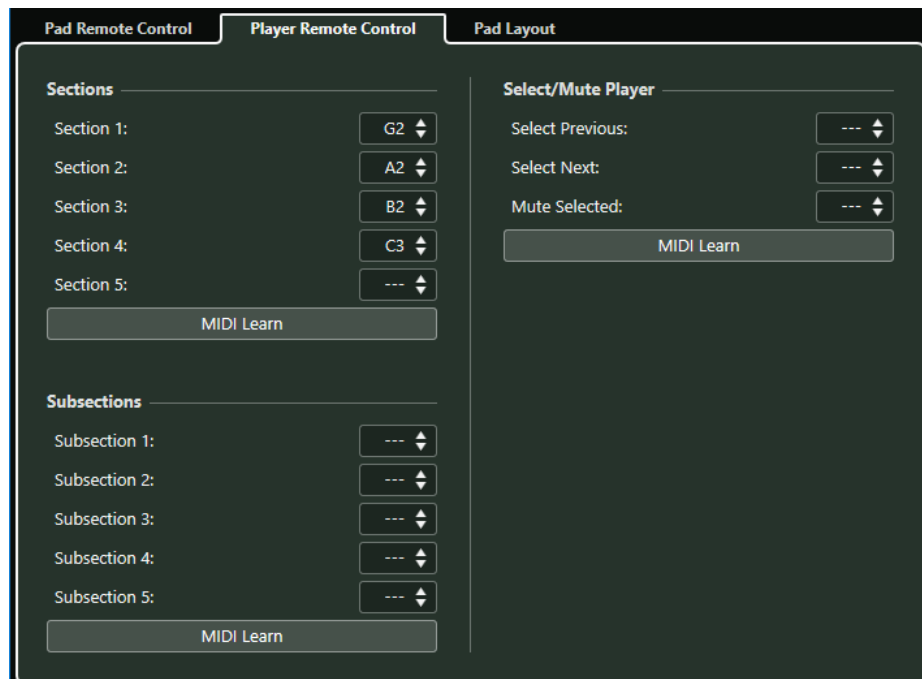 Pad Remote Control
Player Remote Control
Pad Layout
Sections
Section 1: G2
Section 2: A2
Section 3: B2
Section 4: C3
Section 5: ---
MIDI Learn
Subsections
Subsection 1: ---
Subsection 2: ---
Subsection 3: ---
Subsection 4: ---
Subsection 5: ---
MIDI Learn
Select/Mute Player
Select Previous: ---
Select Next: ---
Mute Selected: ---
MIDI Learn